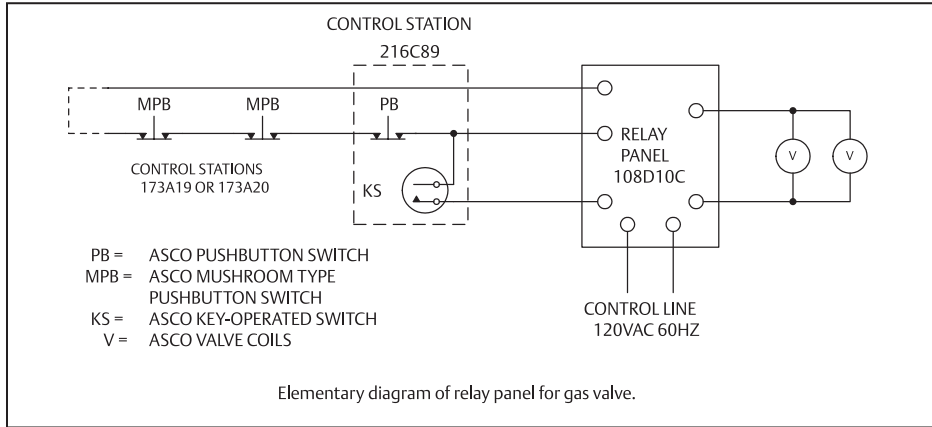 CONTROL STATION
216C89
MPB
MPB
PB
RELAY
PANEL
108D10C
V
V
CONTROL STATIONS
173A19 OR 173A20
KS
PB = ASCO PUSHBUTTON SWITCH
MPB = ASCO MUSHROOM TYPE
PUSHBUTTON SWITCH
KS = ASCO KEY-OPERATED SWITCH
V = ASCO VALVE COILS
CONTROL LINE
120VAC 60HZ
Elementary diagram of relay panel for gas valve.